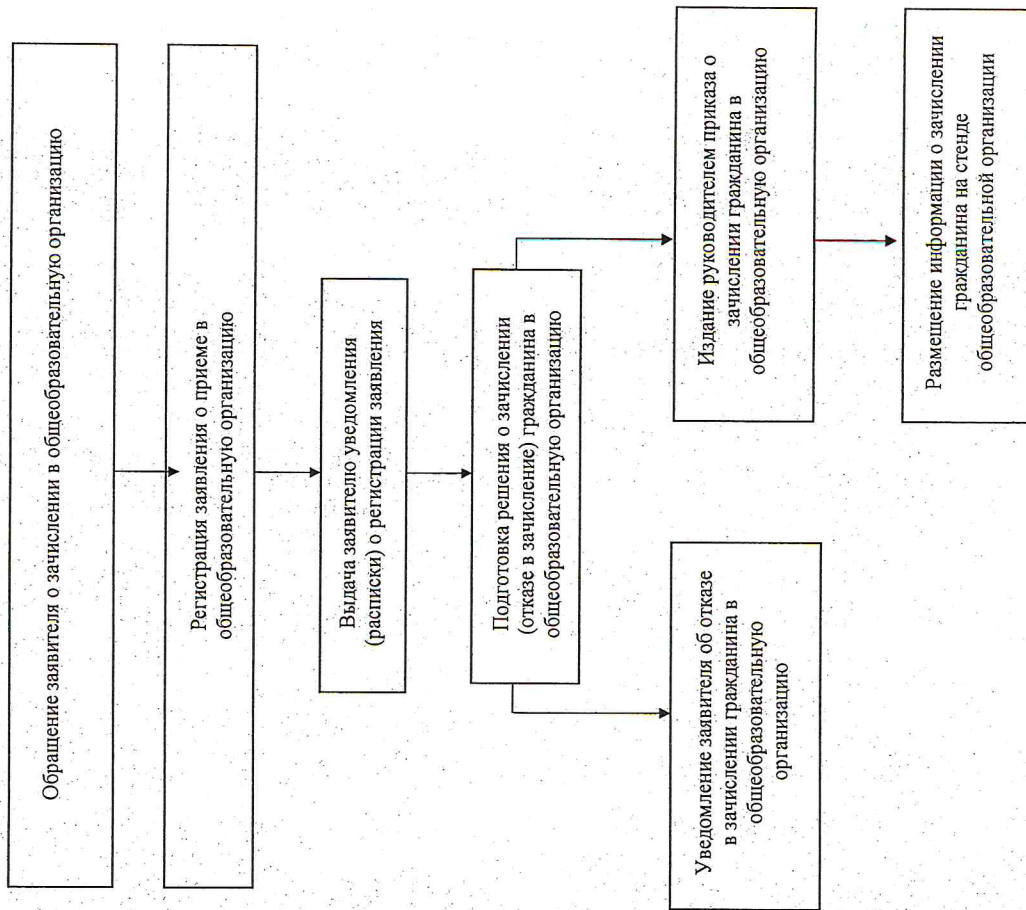 Обращение заявителя о зачислении в общеобразовательную организацию
Регистрация заявления о приеме в
общеобразовательную организацию
Выдача заявителю уведомления
(расписки) о регистрации заявления
Подготовка решения о зачислении
(отказе в зачисление) гражданина в
общеобразовательную организацию
Уведомление заявителя об отказе
в зачислении гражданина в
общеобразовательную
организацию
Издание руководителем приказа о
зачислении гражданина в
общеобразовательную организацию
Размещение информации о зачислении
гражданина на стенде
общеобразовательной организации